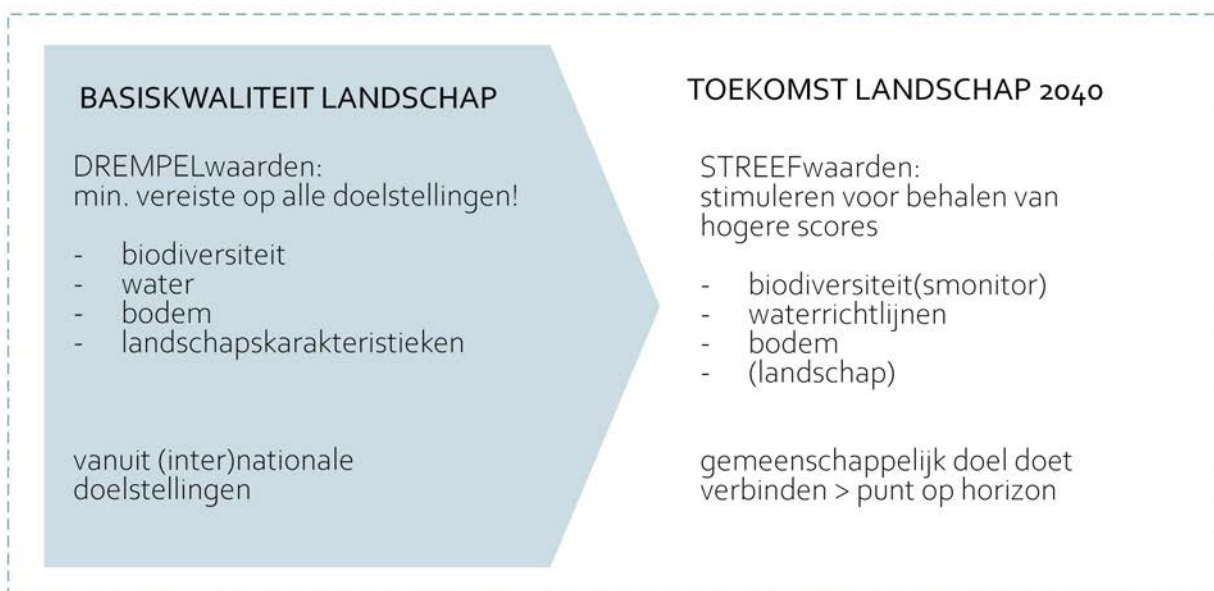 BASISKWALITEIT LANDSCHAP
DREMPELwaarden:
min. vereiste op alle doelstellingen!
- biodiversiteit
- water
- bodem
- landschapskarakteristieken
vanuit (inter)nationale
doelstellingen
TOEKOMST LANDSCHAP 2040
STREEFwaarden:
stimuleren voor behalen van
hogere scores
- biodiversiteit(smonitor)
- waterrichtlijnen
- bodem
- (landschap)
gemeenschappelijk doel doet
verbinden > punt op horizon